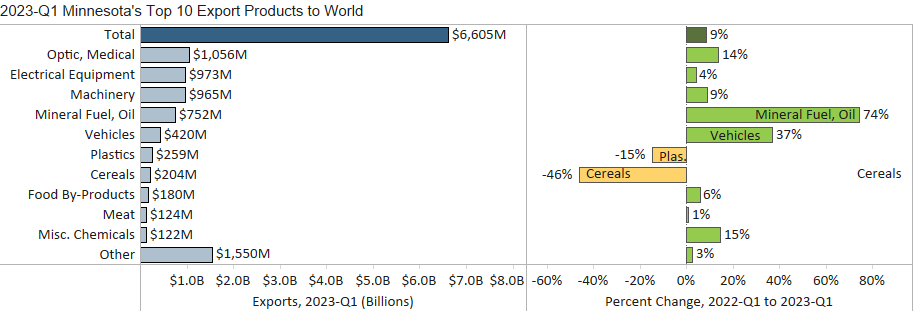 2023-Q1 Minnesota's Top 10 Export Products to World
Total $6,605M 9%
Optic, Medical $1,056M 14%
Electrical Equipment $973M 4%
Machinery $965M 9%
Mineral Fuel, Oil $752M Mineral Fuel, Oil 74%
Vehicles $420M Vehicles 37%
Plastics $259M -15% Plas.
Cereals $204M -46% Cereals Cereals
Food By-Products $180M 6%
Meat $124M 1%
Misc. Chemicals $122M 15%
Other $1,550M 3%
$1.0B $2.0B $3.0B $4.0B $5.0B $6.0B $7.0B $8.0B -60% -40% -20% 0% 20% 40% 60% 80%
Exports, 2023-Q1 (Billions) Percent Change, 2022-Q1 to 2023-Q1